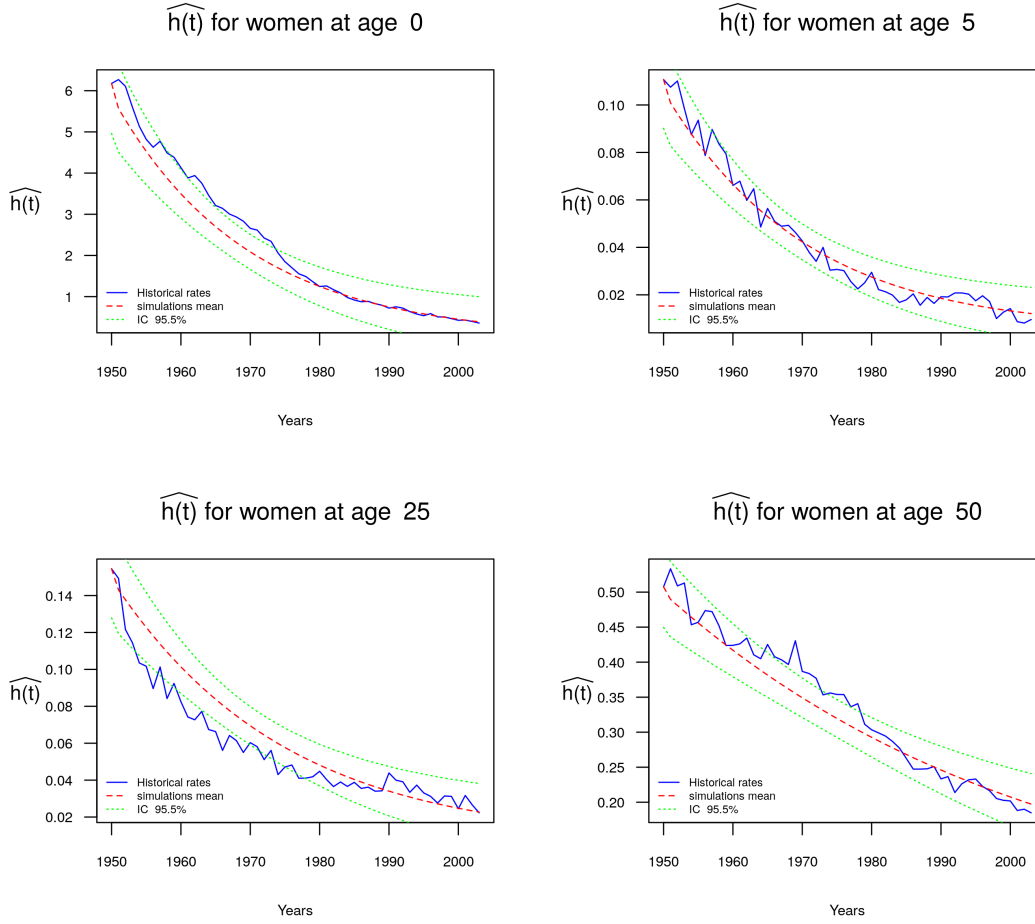 h(t) for women at age 0
h(t)
6
5
4
3
2
1
Historical rates
simulations mean
IC 95.5%
1950 1960 1970 1980 1990 2000
Years
h(t) for women at age 5
h(t)
0.10
0.08
0.06
0.04
0.02
Historical rates
simulations mean
IC 95.5%
1950 1960 1970 1980 1990 2000
Years
h(t) for women at age 25
h(t)
0.14
0.12
0.10
0.08
0.06
0.04
0.02
Historical rates
simulations mean
IC 95.5%
1950 1960 1970 1980 1990 2000
Years
h(t) for women at age 50
h(t)
0.50
0.45
0.40
0.35
0.30
0.25
0.20
Historical rates
simulations mean
IC 95.5%
1950 1960 1970 1980 1990 2000
Years